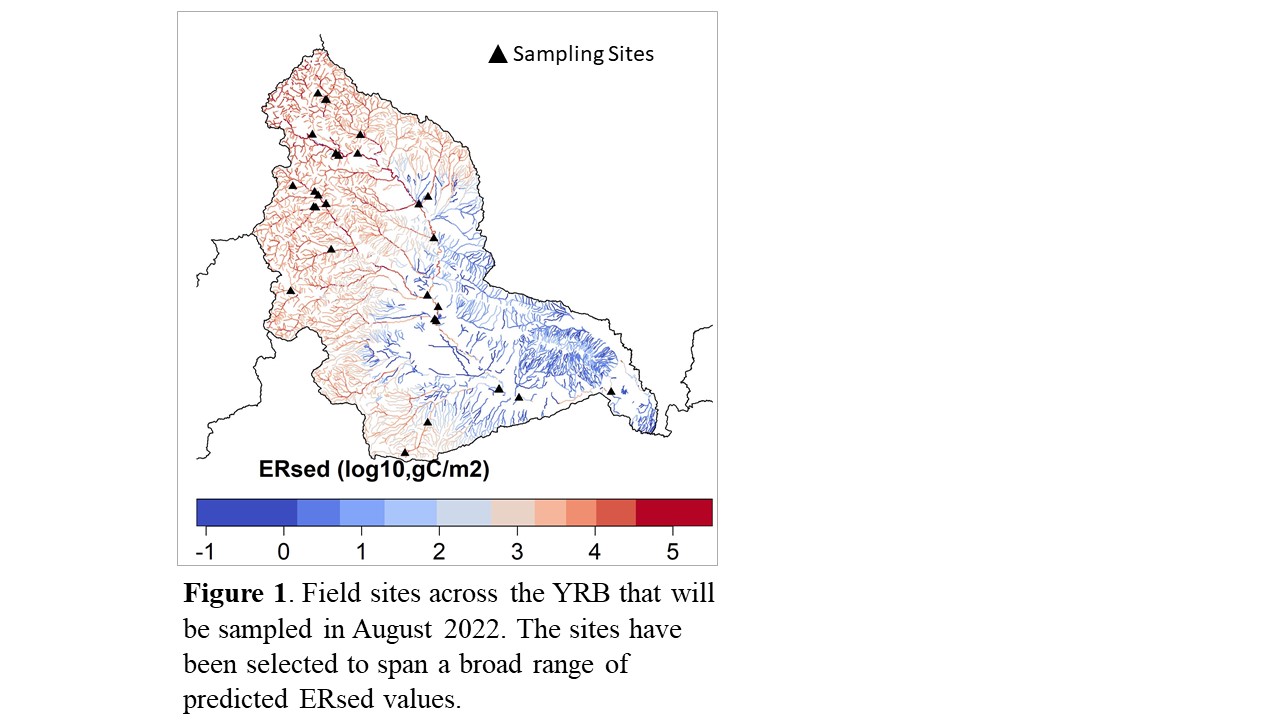 Sampling Sites
ERsed (log10,gC/m2)
-1 0 1 2 3 4 5
Figure 1. Field sites across the YRB that will
be sampled in August 2022. The sites have
been selected to span a broad range of
predicted ERsed values.